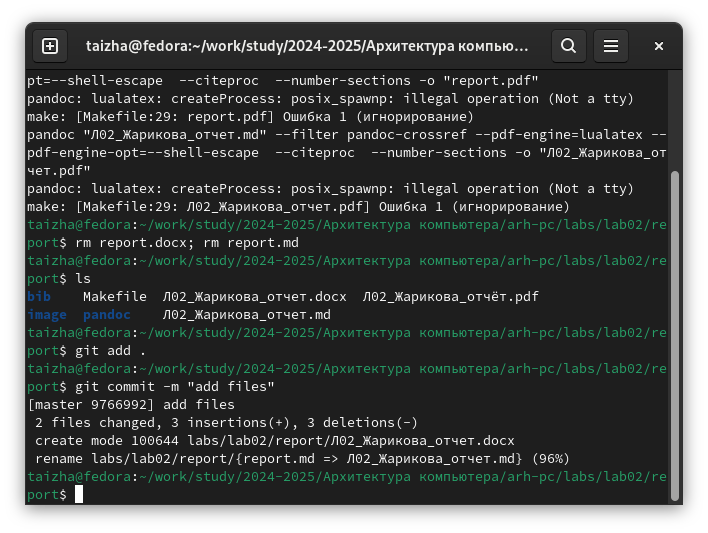 taizha@fedora:~/work/study/2024-2025/Архитектура компью...
pt=--shell-escape  --citeproc  --number-sections -o "report.pdf"
pandoc: lualatex: createProcess: posix_spawnp: illegal operation (Not a tty)
make: [Makefile:29: report.pdf] Ошибка 1 (игнорирование)
pandoc "Л02_Жарикова_отчет.md" --filter pandoc-crossref --pdf-engine=lualatex --
pdf-engine-opt=--shell-escape  --citeproc  --number-sections -o "Л02_Жарикова_от
чет.pdf"
pandoc: lualatex: createProcess: posix_spawnp: illegal operation (Not a tty)
make: [Makefile:29: Л02_Жарикова_отчет.pdf] Ошибка 1 (игнорирование)
taizha@fedora:~/work/study/2024-2025/Архитектура компьютера/arh-pc/labs/lab02/re
port$ rm report.docx; rm report.md
taizha@fedora:~/work/study/2024-2025/Архитектура компьютера/arh-pc/labs/lab02/re
port$ ls
bib    Makefile  Л02_Жарикова_отчет.docx  Л02_Жарикова_отчёт.pdf
image  pandoc    Л02_Жарикова_отчет.md
taizha@fedora:~/work/study/2024-2025/Архитектура компьютера/arh-pc/labs/lab02/re
port$ git add .
taizha@fedora:~/work/study/2024-2025/Архитектура компьютера/arh-pc/labs/lab02/re
port$ git commit -m "add files"
[master 9766992] add files
 2 files changed, 3 insertions(+), 3 deletions(-)
 create mode 100644 labs/lab02/report/Л02_Жарикова_отчет.docx
 rename labs/lab02/report/{report.md => Л02_Жарикова_отчет.md} (96%)
taizha@fedora:~/work/study/2024-2025/Архитектура компьютера/arh-pc/labs/lab02/re
port$